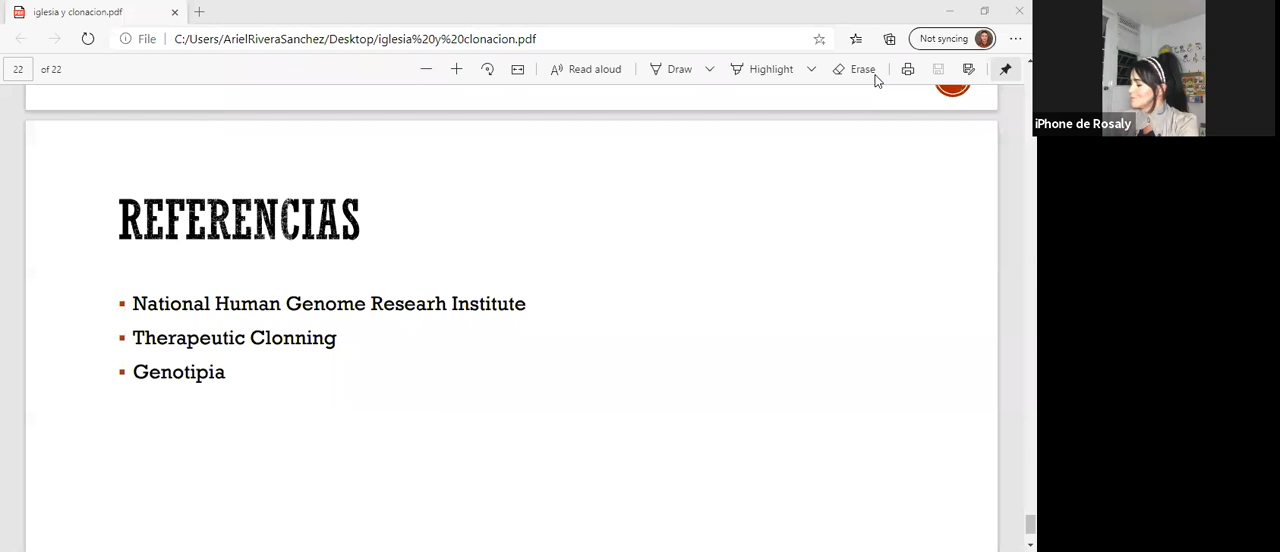 iglesia y clonacion.pdf
File
C:/Users/ArielRiveraSanchez/Desktop/iglesia%20y%20clonacion.pdf
Not syncing
22 of 22
Read aloud
Draw
Highlight
Erase
iPhone de Rosaly
REFERENCIAS
National Human Genome Researh Institute
Therapeutic Clonning
Genotipia